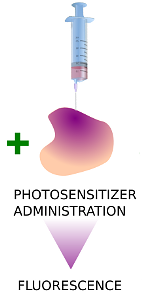 PHOTOSENSITIZER
ADMINISTRATION
FLUORESCENCE